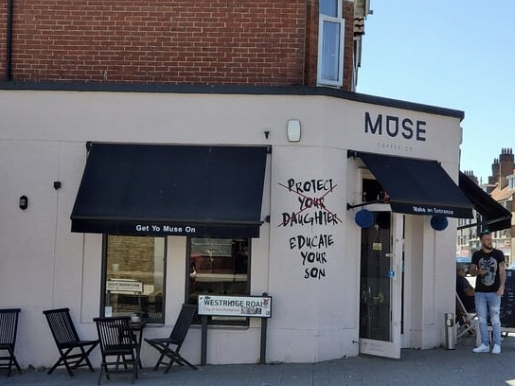 MUSE
COFFEE CO.
Make an Entrance
PROTECT
YOUR
DAUGHTER
EDUCATE
YOUR
SON
Get Yo Muse On
WESTRIDGE ROAD
City of Southampton